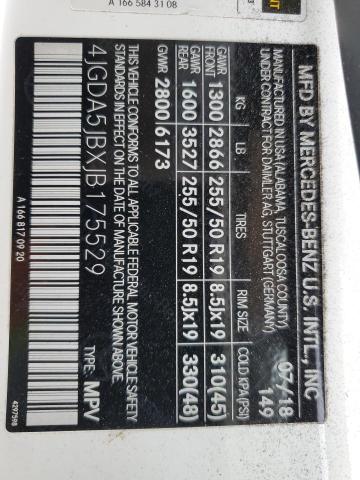 A 166 584 31 08
MFD BY MERCEDES-BENZ U.S. INTL., INC
MANUFACTURED IN USA (ALABAMA, TUSCALOOSA COUNTY) 07/18
UNDER CONTRACT FOR DAIMLER AG, STUTTGART (GERMANY) 149
KG LB TIRES RIM SIZE COLD KPA(PSI)
GAWR FRONT 1300 2866 255/50 R19 8.5x19 310(45)
GAWR REAR 1600 3527 255/50 R19 8.5x19 330(48)
GVWR 2800 6173
THIS VEHICLE CONFORMS TO ALL APPLICABLE FEDERAL MOTOR VEHICLE SAFETY
STANDARDS IN EFFECT ON THE DATE OF MANUFACTURE SHOWN ABOVE.
4JGDA5JBXJB175529 TYPE: MPV
A 166 817 09 20
4297598